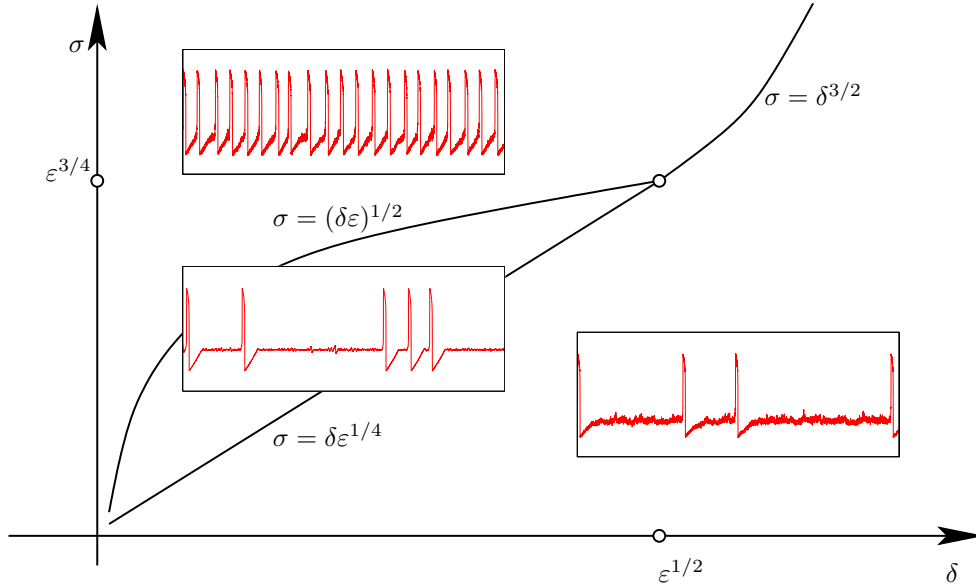 σ
σ = δ^{3/2}
ε^{3/4}
σ = (δε)^{1/2}
σ = δε^{1/4}
ε^{1/2}
δ